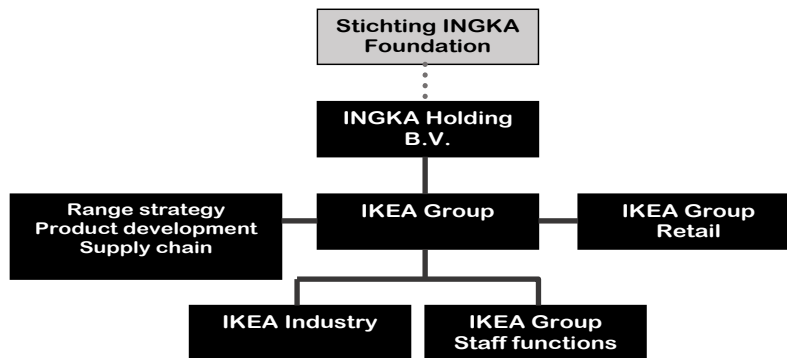 Stichting INGKA
Foundation
INGKA Holding
B.V.
Range strategy
Product development
Supply chain
IKEA Group
IKEA Group
Retail
IKEA Industry
IKEA Group
Staff functions